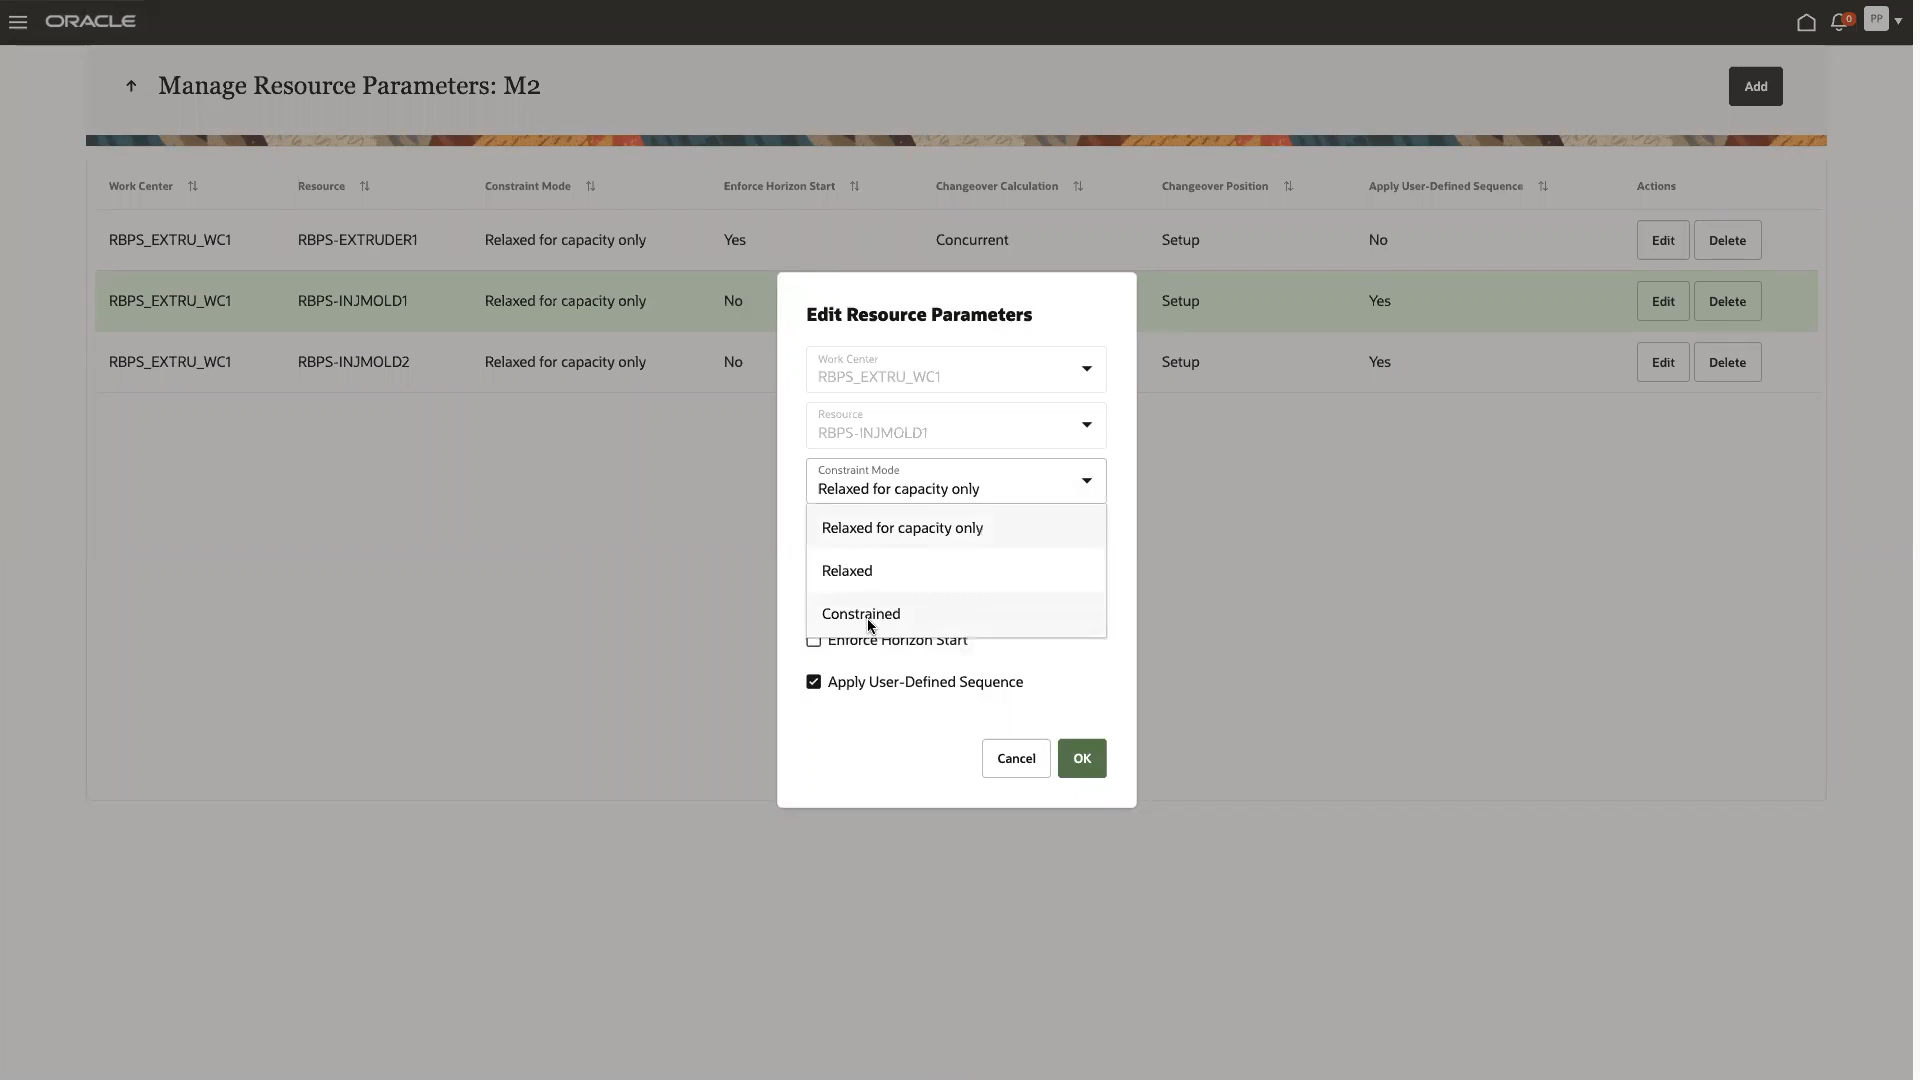 ORACLE
0
PP
Manage Resource Parameters: M2
Add
Work Center Resource Constraint Mode Enforce Horizon Start Changeover Calculation Changeover Position Apply User-Defined Sequence Actions
RBPS_EXTRU_WC1 RBPS-EXTRUDER1 Relaxed for capacity only Yes Concurrent Setup No Edit Delete
RBPS_EXTRU_WC1 RBPS-INJMOLD1 Relaxed for capacity only No Setup Yes Edit Delete
RBPS_EXTRU_WC1 RBPS-INJMOLD2 Relaxed for capacity only No Setup Yes Edit Delete
Edit Resource Parameters
Work Center
RBPS_EXTRU_WC1
Resource
RBPS-INJMOLD1
Constraint Mode
Relaxed for capacity only
Relaxed for capacity only
Relaxed
Constrained
Enforce Horizon Start
Apply User-Defined Sequence
Cancel OK